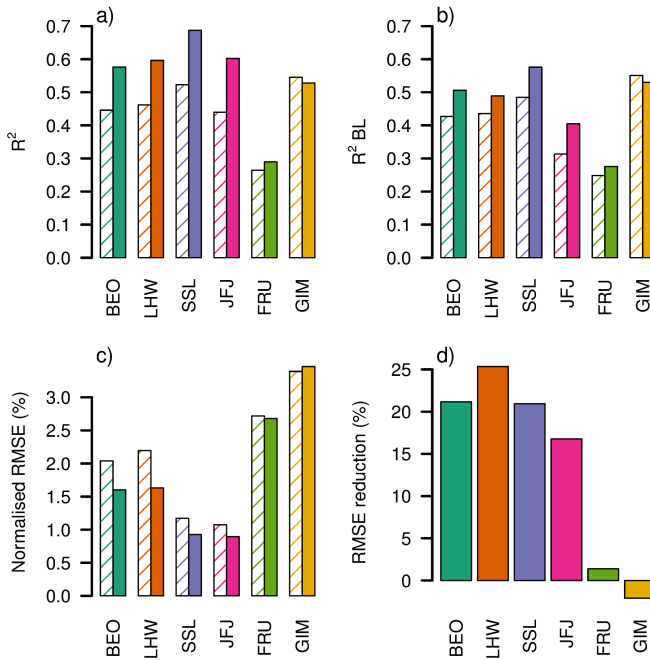 a)
R²
0.7
0.6
0.5
0.4
0.3
0.2
0.1
0.0
BEO
LHW
SSL
JFJ
FRU
GIM
b)
R² BL
0.7
0.6
0.5
0.4
0.3
0.2
0.1
0.0
BEO
LHW
SSL
JFJ
FRU
GIM
c)
Normalised RMSE (%)
3.0
2.5
2.0
1.5
1.0
0.5
0.0
BEO
LHW
SSL
JFJ
FRU
GIM
d)
RMSE reduction (%)
25
20
15
10
5
0
BEO
LHW
SSL
JFJ
FRU
GIM